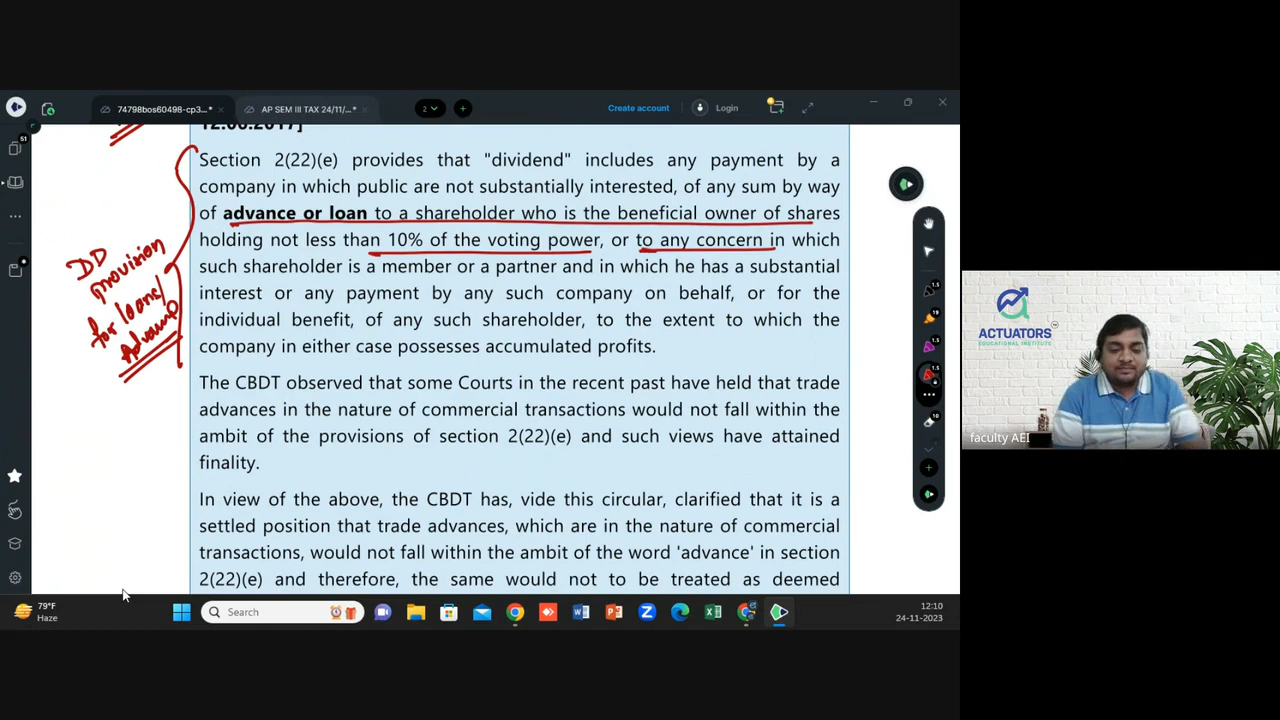 74798bos60498-cp3...*
AP SEM III TAX 24/11/...*
2
Create account
Login
51
12.06.2017]
Section 2(22)(e) provides that "dividend" includes any payment by a
company in which public are not substantially interested, of any sum by way
of advance or loan to a shareholder who is the beneficial owner of shares
holding not less than 10% of the voting power, or to any concern in which
such shareholder is a member or a partner and in which he has a substantial
interest or any payment by any such company on behalf, or for the
individual benefit, of any such shareholder, to the extent to which the
company in either case possesses accumulated profits.
DD
provision
for loans/
Advance
The CBDT observed that some Courts in the recent past have held that trade
advances in the nature of commercial transactions would not fall within the
ambit of the provisions of section 2(22)(e) and such views have attained
finality.
In view of the above, the CBDT has, vide this circular, clarified that it is a
settled position that trade advances, which are in the nature of commercial
transactions, would not fall within the ambit of the word 'advance' in section
2(22)(e) and therefore, the same would not to be treated as deemed
1.5
19
1.5
1.5
10
ACTUATORS
EDUCATIONAL INSTITUTE
faculty AEI
79°F
Haze
Search
12:10
24-11-2023